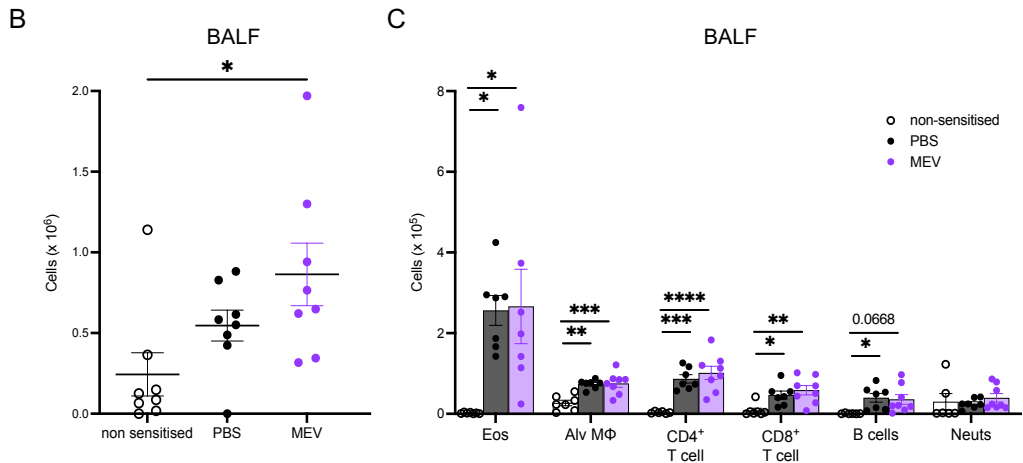 B
BALF
*
Cells (x 10⁶)
2.0
1.5
1.0
0.5
0.0
non sensitised
PBS
MEV
C
BALF
non-sensitised
PBS
MEV
Cells (x 10⁵)
8
6
4
2
0
*
*
***
**
****
***
**
*
0.0668
*
Eos
Alv MΦ
CD4⁺
T cell
CD8⁺
T cell
B cells
Neuts